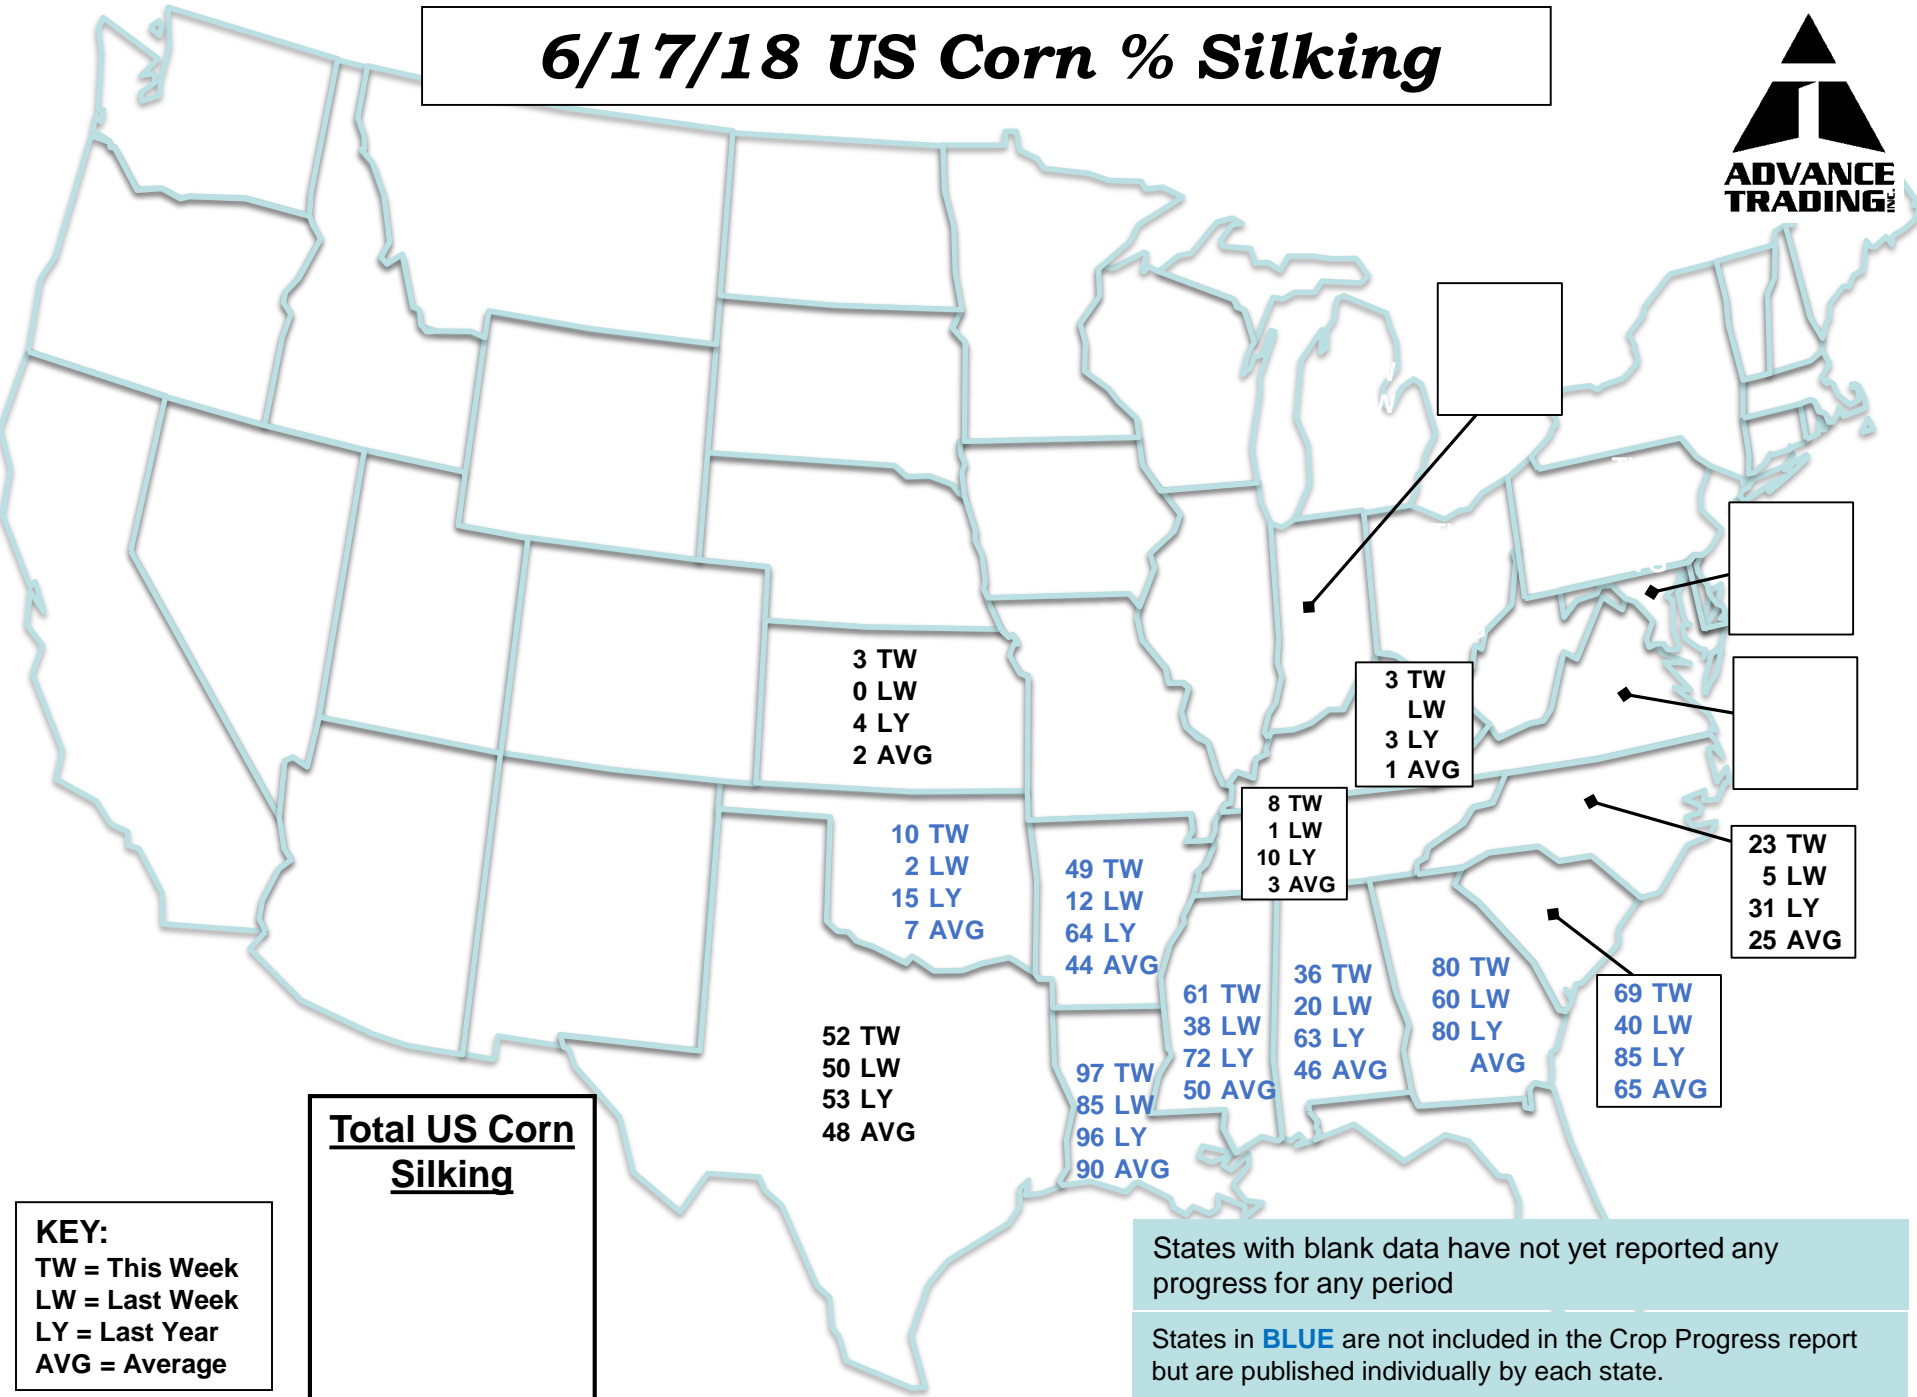 6/17/18 US Corn % Silking
ADVANCE
TRADING INC.
3 TW
0 LW
4 LY
2 AVG
3 TW
LW
3 LY
1 AVG
8 TW
1 LW
10 LY
3 AVG
10 TW
2 LW
15 LY
7 AVG
49 TW
12 LW
64 LY
44 AVG
23 TW
5 LW
31 LY
25 AVG
61 TW
38 LW
72 LY
50 AVG
36 TW
20 LW
63 LY
46 AVG
80 TW
60 LW
80 LY
AVG
69 TW
40 LW
85 LY
65 AVG
52 TW
50 LW
53 LY
48 AVG
97 TW
85 LW
96 LY
90 AVG
Total US Corn
Silking
KEY:
TW = This Week
LW = Last Week
LY = Last Year
AVG = Average
States with blank data have not yet reported any
progress for any period
States in BLUE are not included in the Crop Progress report
but are published individually by each state.